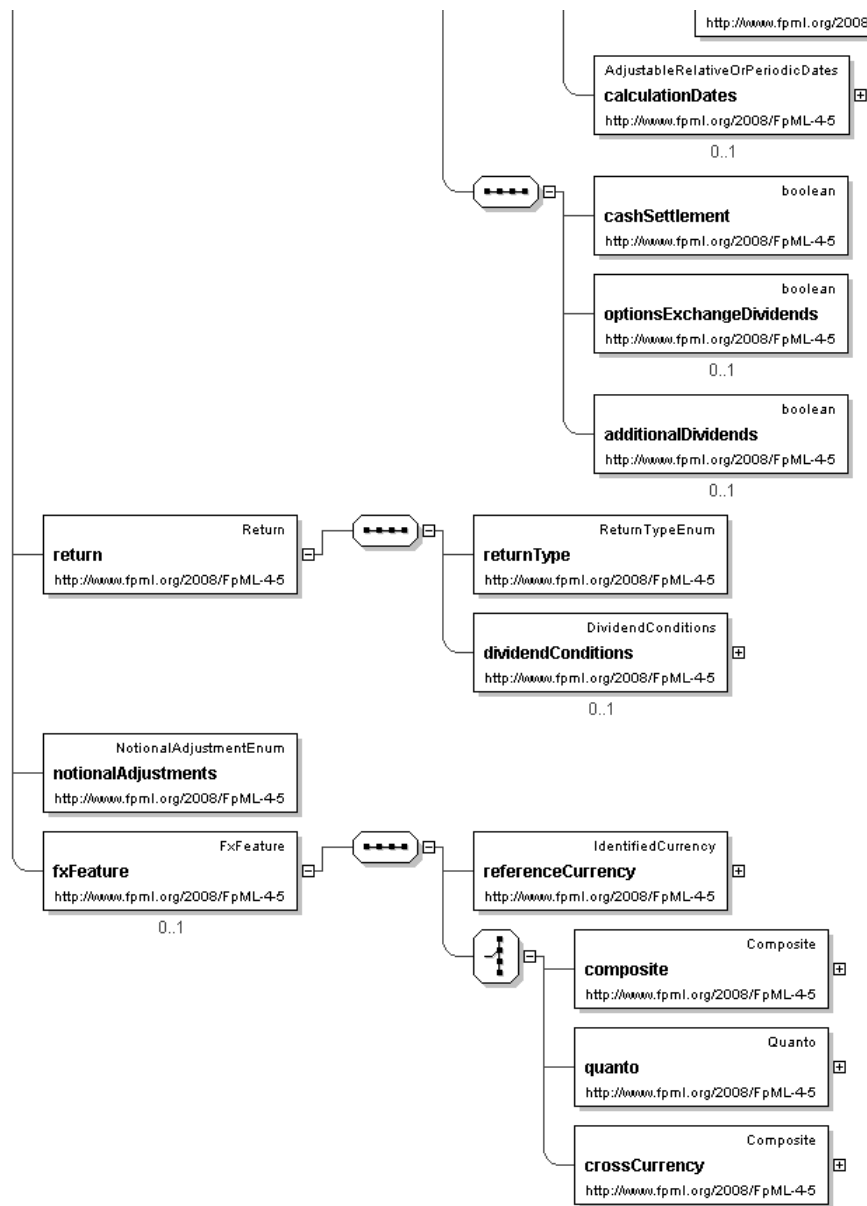 http://www.fpml.org/2008
AdjustableRelativeOrPeriodicDates
calculationDates
http://www.fpml.org/2008/FpML-4-5
0..1
boolean
cashSettlement
http://www.fpml.org/2008/FpML-4-5
boolean
optionsExchangeDividends
http://www.fpml.org/2008/FpML-4-5
0..1
boolean
additionalDividends
http://www.fpml.org/2008/FpML-4-5
0..1
Return
return
http://www.fpml.org/2008/FpML-4-5
ReturnTypeEnum
returnType
http://www.fpml.org/2008/FpML-4-5
DividendConditions
dividendConditions
http://www.fpml.org/2008/FpML-4-5
0..1
NotionalAdjustmentEnum
notionalAdjustments
http://www.fpml.org/2008/FpML-4-5
FxFeature
fxFeature
http://www.fpml.org/2008/FpML-4-5
0..1
IdentifiedCurrency
referenceCurrency
http://www.fpml.org/2008/FpML-4-5
Composite
composite
http://www.fpml.org/2008/FpML-4-5
Quanto
quanto
http://www.fpml.org/2008/FpML-4-5
Composite
crossCurrency
http://www.fpml.org/2008/FpML-4-5